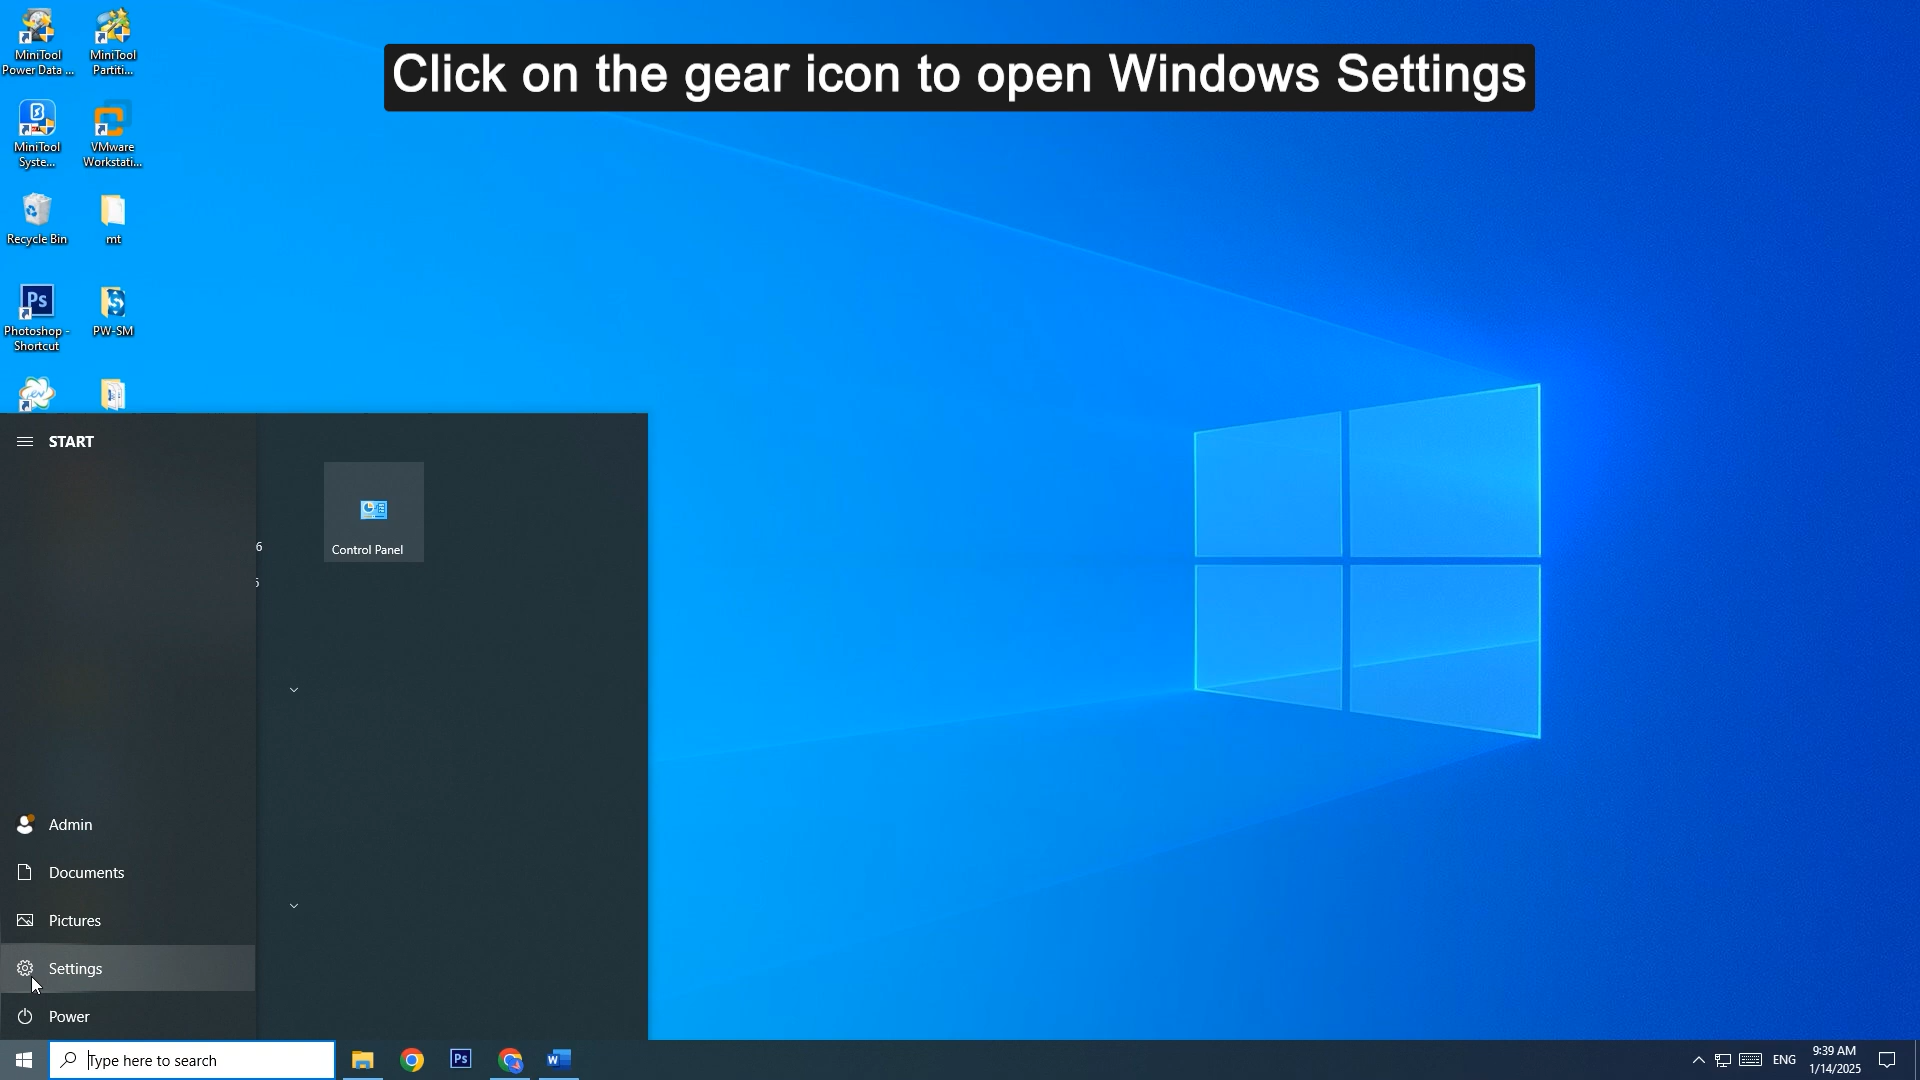 Click on the gear icon to open Windows Settings
MiniTool
Power Data ...
MiniTool
Partiti...
MiniTool
Syste...
VMware
Workstati...
Recycle Bin
mt
Photoshop -
Shortcut
PW-SM
START
6
Control Panel
Admin
Documents
Pictures
Settings
Power
Type here to search
ENG
9:39 AM
1/14/2025